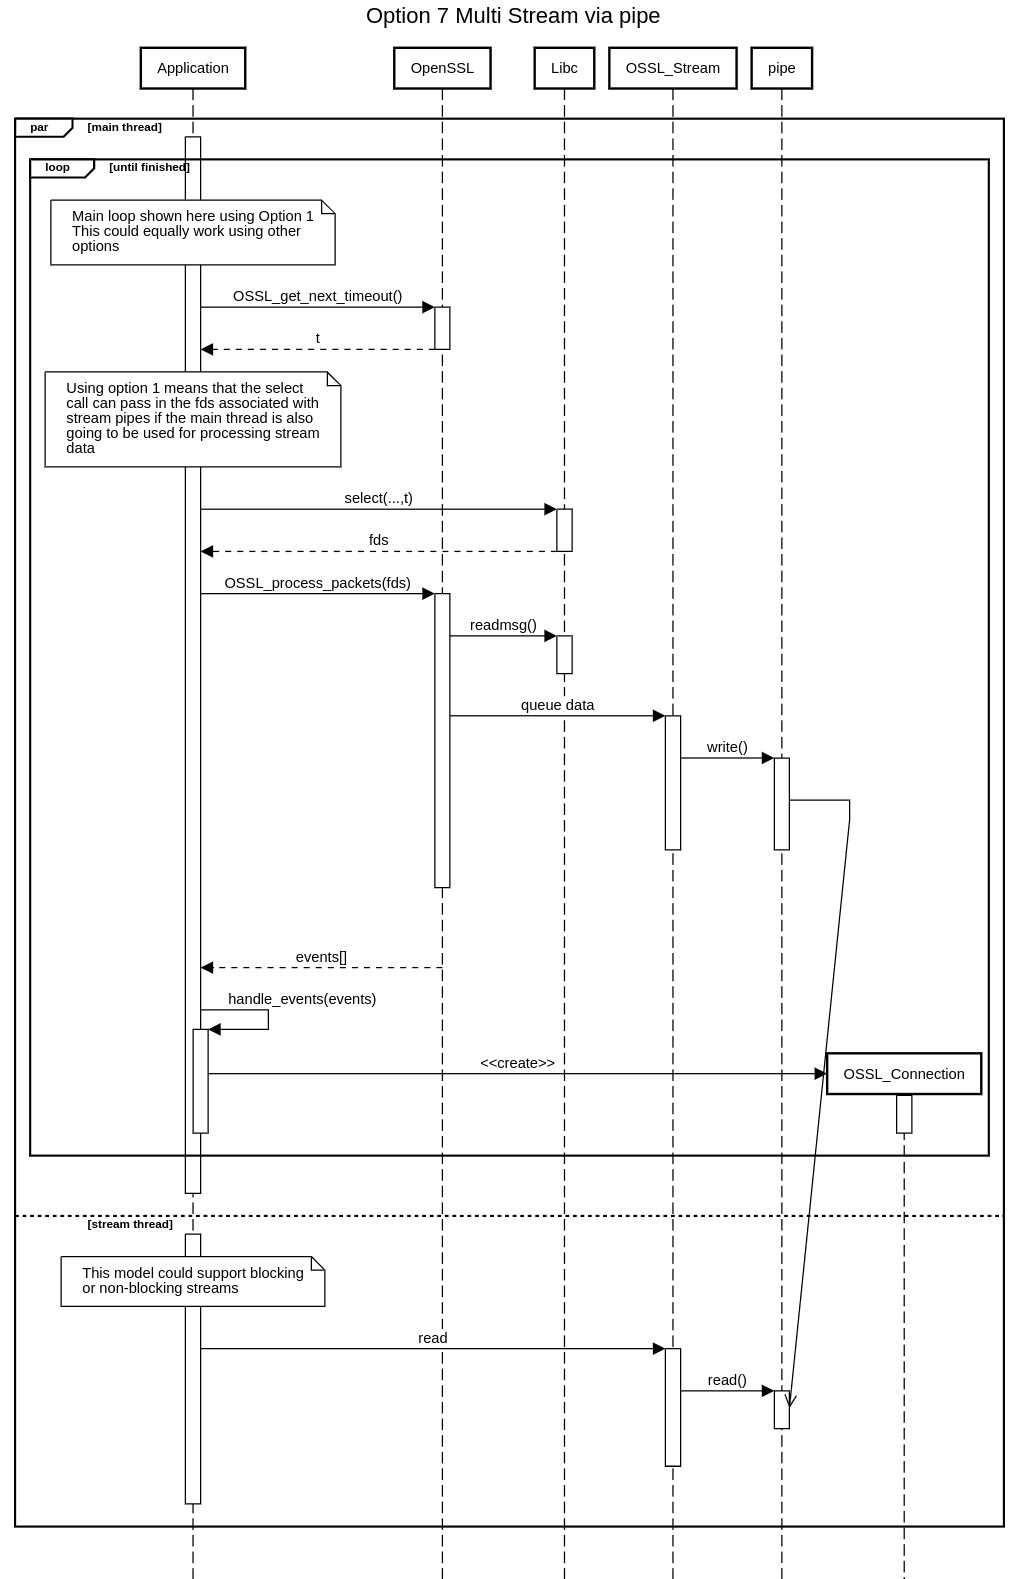 Option 7 Multi Stream via pipe
Application
OpenSSL
Libc
OSSL_Stream
pipe
par
[main thread]
loop
[until finished]
Main loop shown here using Option 1
This could equally work using other
options
OSSL_get_next_timeout()
t
Using option 1 means that the select
call can pass in the fds associated with
stream pipes if the main thread is also
going to be used for processing stream
data
select(...,t)
fds
OSSL_process_packets(fds)
readmsg()
queue data
write()
events[]
handle_events(events)
<<create>>
OSSL_Connection
[stream thread]
This model could support blocking
or non-blocking streams
read
read()